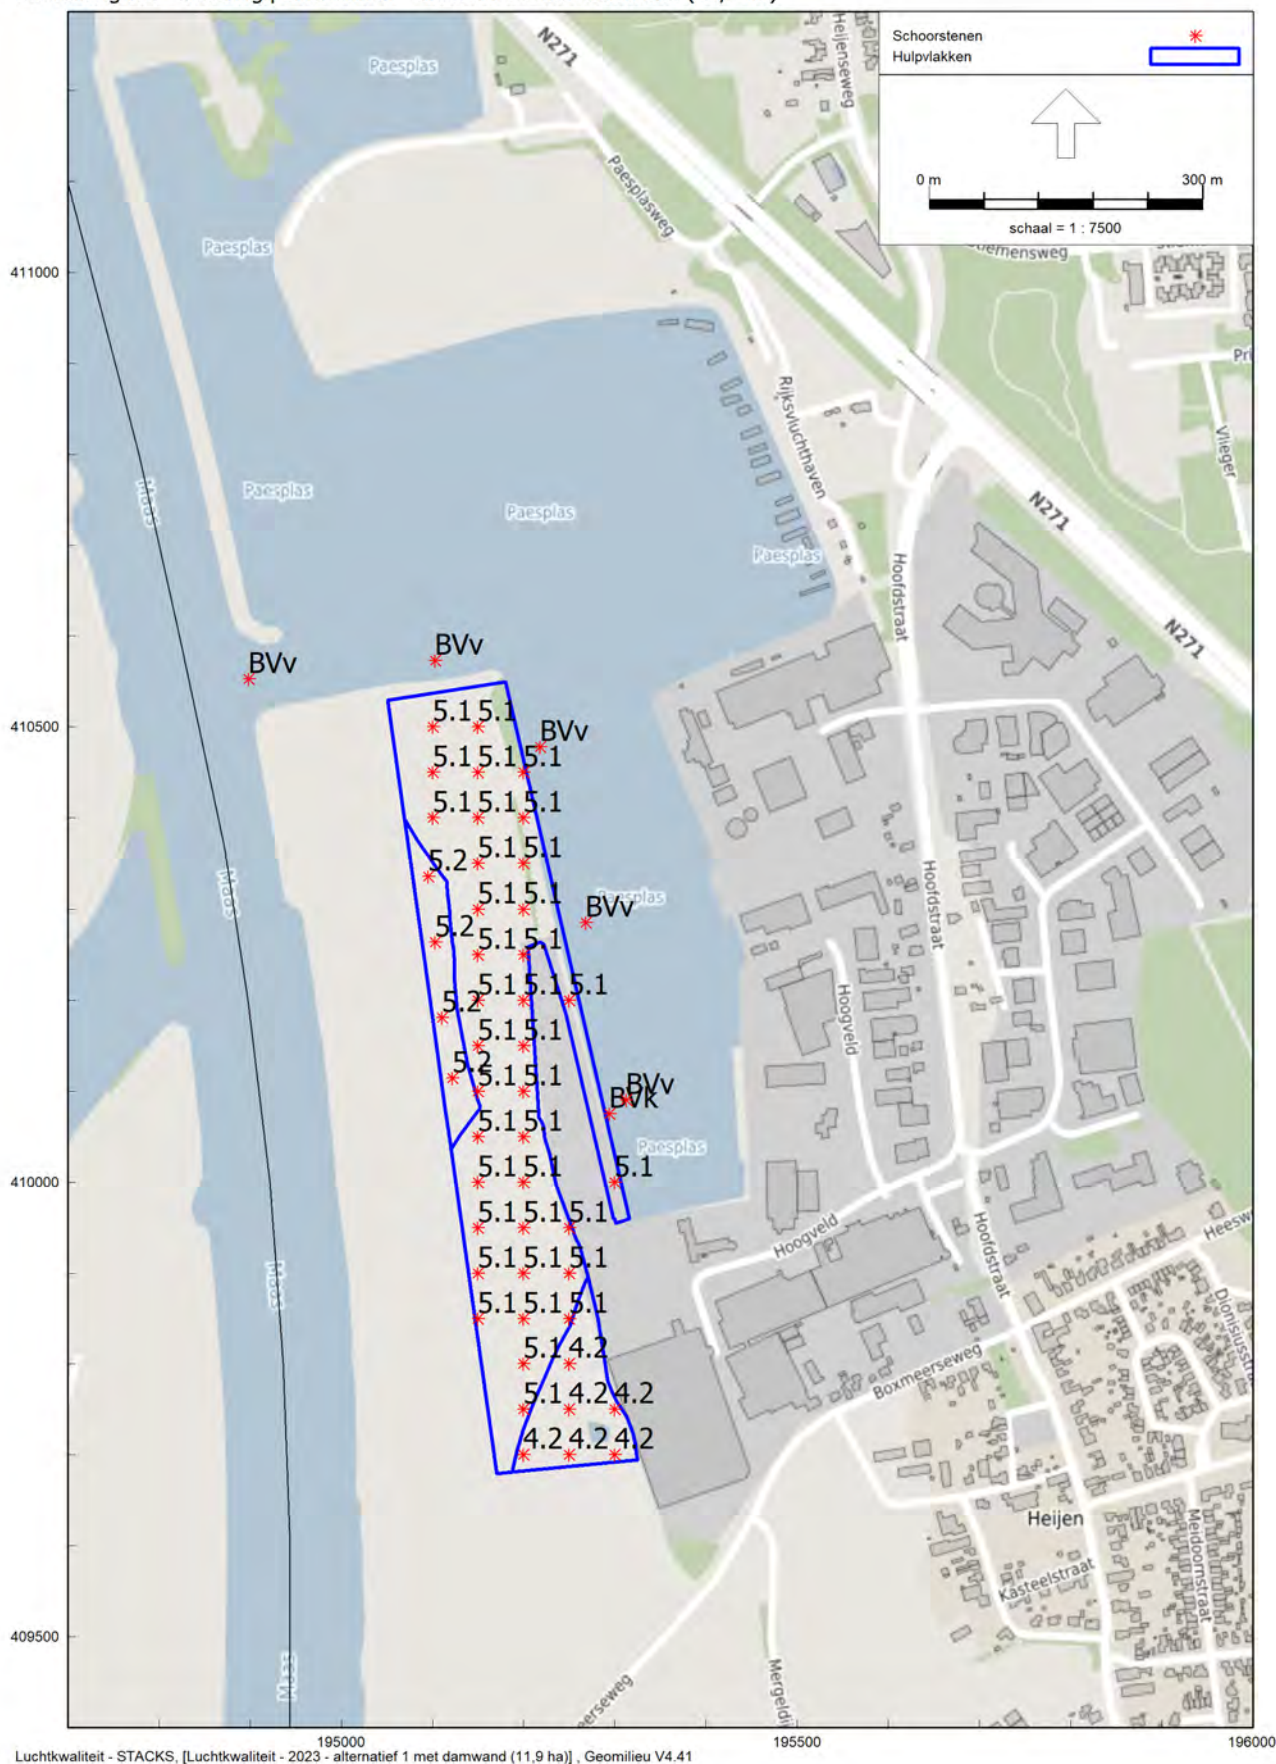 N271
Heijenseweg
Paesplas
Schoorstenen
Hulpvlakken
0 m
300 m
schaal = 1 : 7500
Paesplasweg
Paesplas
411000
Pri
Rijksvluchthaven
Vlieger
Maas
Paesplas
Paesplas
N271
Paesplas
Hoofdstraat
N271
BVv
BVv
5.1 5.1
410500
BVv
5.1 5.1 5.1
5.1 5.1 5.1
5.1 5.1
5.2
Maas
Hoofdstraat
Paesplas
5.1 5.1
BVv
5.2
5.1 5.1
5.1 5.1 5.1
5.2
Hoogveld
5.1 5.1
5.2
5.1 5.1
BVv
BVk
5.1 5.1
Paesplas
410000
5.1 5.1
5.1
5.1 5.1 5.1
Hoogveld
Hoofdstraat
Heesw
Maas
5.1 5.1 5.1
5.1 5.1 5.1
Dionisiusstra
5.1 4.2
Boxmeerseweg
5.1 4.2 4.2
4.2 4.2 4.2
Heijen
Meidoornstraat
Kasteelstraat
409500
Maas
erseweg
Mergeldij
195000
195500
196000
Luchtkwaliteit - STACKS, [Luchtkwaliteit - 2023 - alternatief 1 met damwand (11,9 ha)] , Geomilieu V4.41